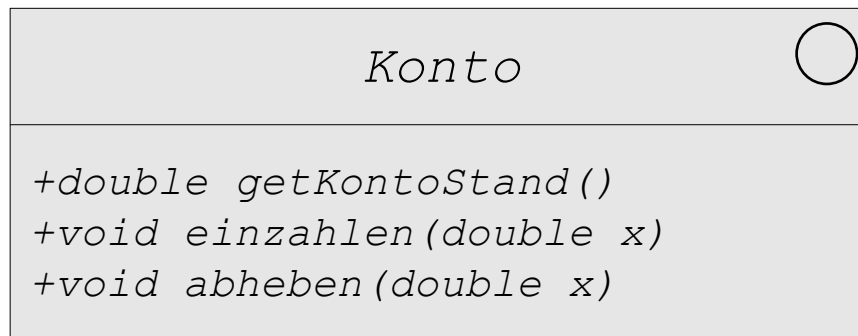 Konto
+double getKontoStand()
+void einzahlen(double x)
+void abheben(double x)